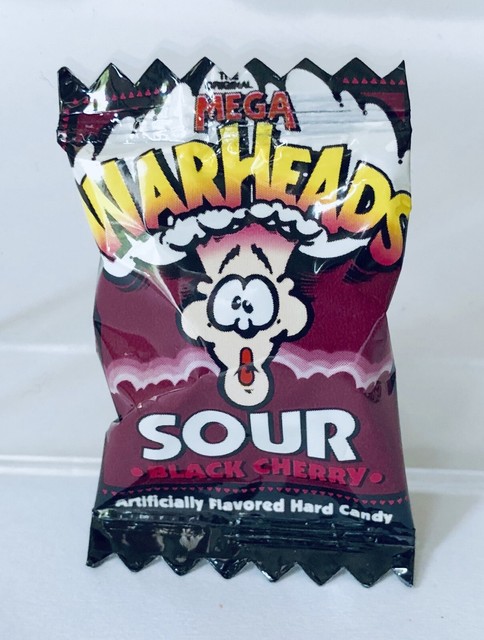 THE
ORIGINAL
MEGA
WARHEADS
SOUR
•BLACK CHERRY•
Artificially Flavored Hard Candy